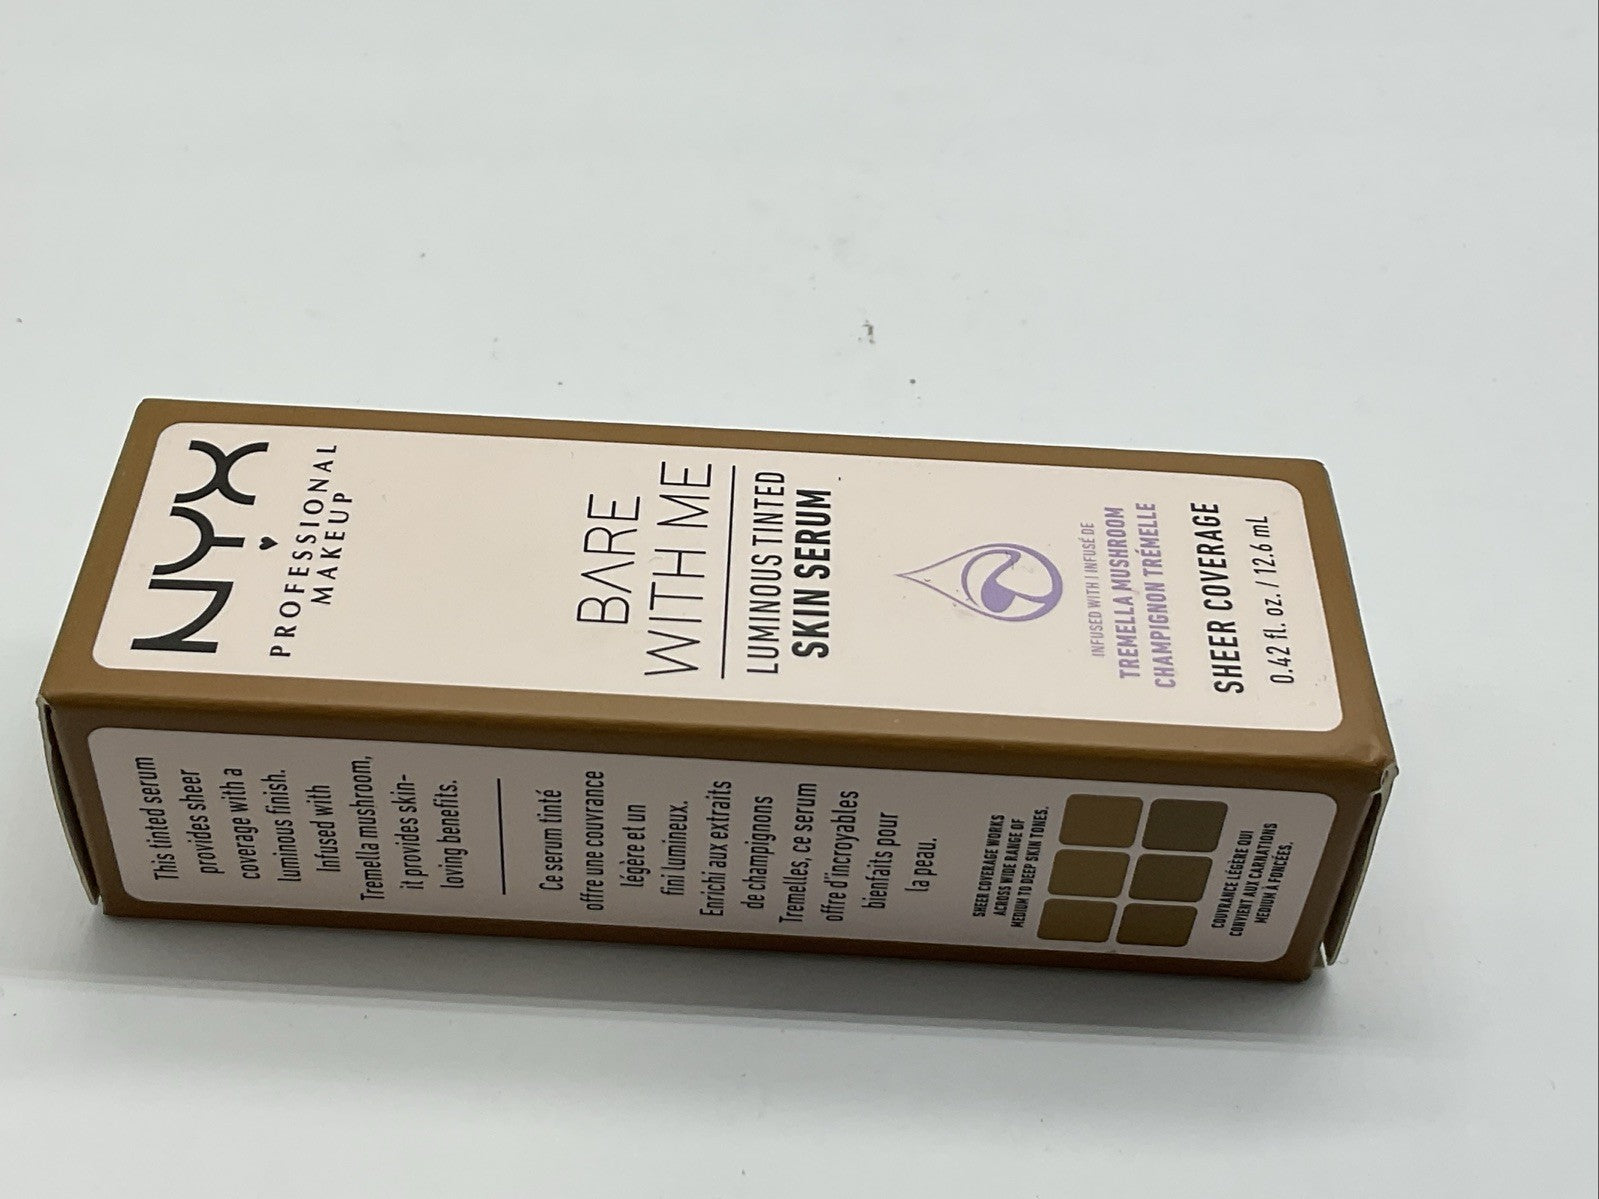 NYX
PROFESSIONAL
MAKEUP
BARE
WITH ME
LUMINOUS TINTED
SKIN SERUM
INFUSED WITH | INFUSÉ DE
TREMELLA MUSHROOM
CHAMPIGNON TRÉMELLE
SHEER COVERAGE
0.42 fl. oz. / 12.6 mL
This tinted serum
provides sheer
coverage with a
luminous finish.
Infused with
Tremella mushroom,
it provides skin-
loving benefits.
Ce serum tinté
offre une couvrance
légère et un
fini lumineux.
Enrichi aux extraits
de champignons
Tremelles, ce serum
offre d'incroyables
bienfaits pour
la peau.
SHEER COVERAGE WORKS
ACROSS WIDE RANGE OF
MEDIUM TO DEEP SKIN TONES.
COUVRANCE LÉGÈRE QUI
CONVIENT AUX CARNATIONS
MEDIUM À FONCÉES.